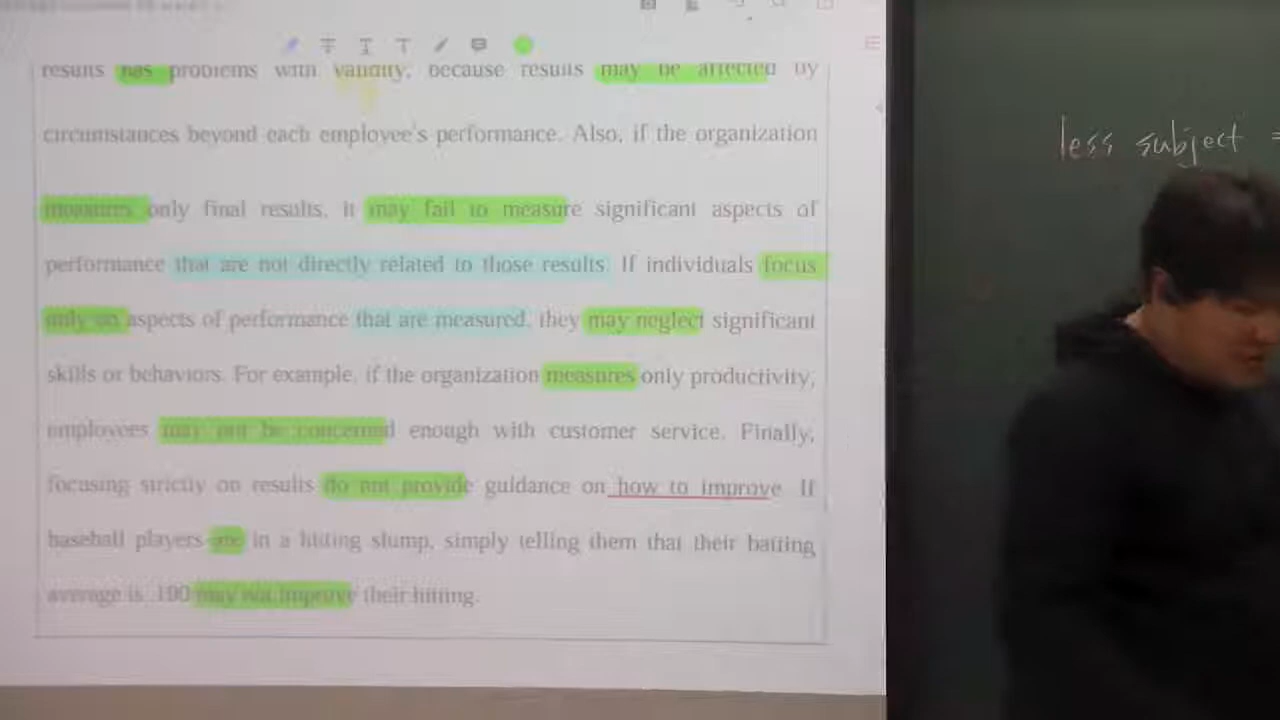 results has problems with validity, because results may be affected by
circumstances beyond each employee's performance. Also, if the organization
measures only final results, it may fail to measure significant aspects of
performance that are not directly related to those results. If individuals focus
only on aspects of performance that are measured, they may neglect significant
skills or behaviors. For example, if the organization measures only productivity,
employees may not be concerned enough with customer service. Finally,
focusing strictly on results do not provide guidance on how to improve. If
baseball players are in a hitting slump, simply telling them that their batting
average is .190 may not improve their hitting.
less subject =